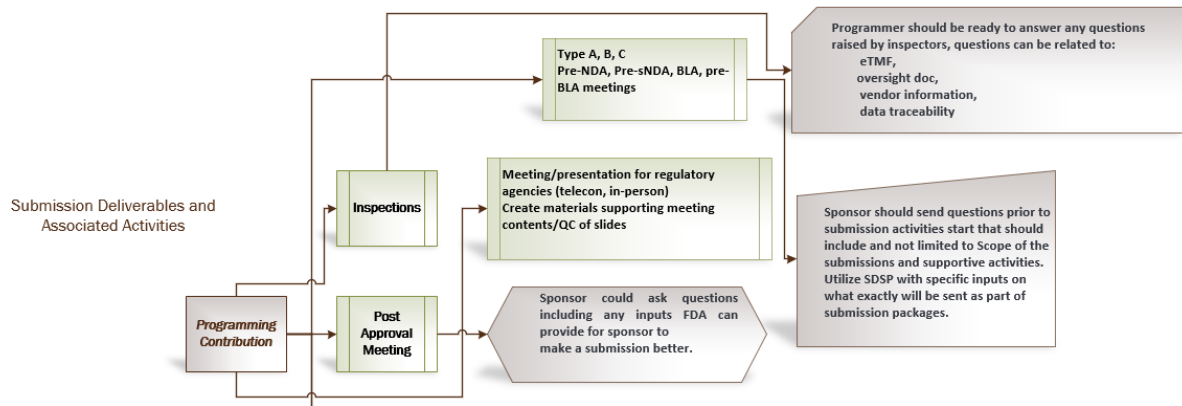 Programmer should be ready to answer any questions
raised by inspectors, questions can be related to:
eTMF,
oversight doc,
vendor information,
data traceability
Type A, B, C
Pre-NDA, Pre-sNDA, BLA, pre-
BLA meetings
Meeting/presentation for regulatory
agencies (telecon, in-person)
Create materials supporting meeting
contents/QC of slides
Inspections
Submission Deliverables and
Associated Activities
Sponsor should send questions prior to
submission activities start that should
include and not limited to Scope of the
submissions and supportive activities.
Utilize SDSP with specific inputs on
what exactly will be sent as part of
submission packages.
Programming
Contribution
Post
Approval
Meeting
Sponsor could ask questions
including any inputs FDA can
provide for sponsor to
make a submission better.